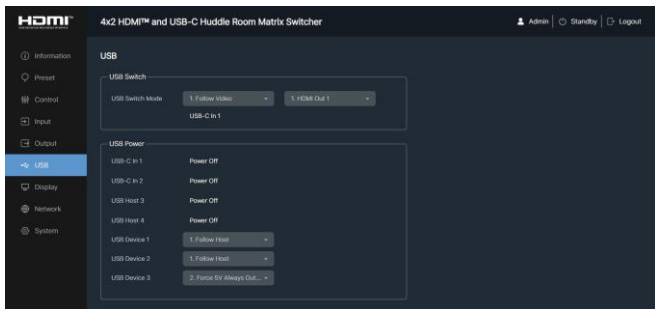 HDMI™
4x2 HDMI™ and USB-C Huddle Room Matrix Switcher
Admin
Standby
Logout
Information
Preset
Control
Input
Output
USB
Display
Network
System
USB
USB Switch
USB Switch Mode
1. Follow Video
1. HDMI Out 1
USB-C In 1
USB Power
USB-C In 1 Power Off
USB-C In 2 Power Off
USB Host 3 Power Off
USB Host 4 Power Off
USB Device 1 1. Follow Host
USB Device 2 1. Follow Host
USB Device 3 2. Force 5V Always Out...